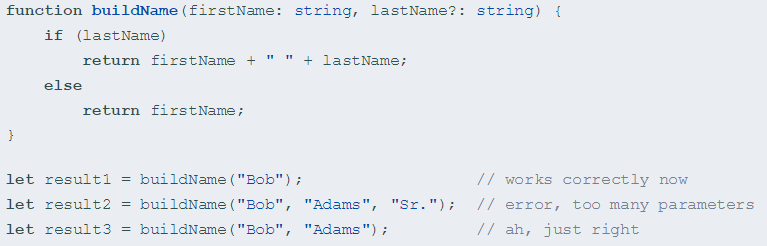 function buildName(firstName: string, lastName?: string) {
    if (lastName)
        return firstName + " " + lastName;
    else
        return firstName;
}

let result1 = buildName("Bob");                  // works correctly now
let result2 = buildName("Bob", "Adams", "Sr.");  // error, too many parameters
let result3 = buildName("Bob", "Adams");         // ah, just right